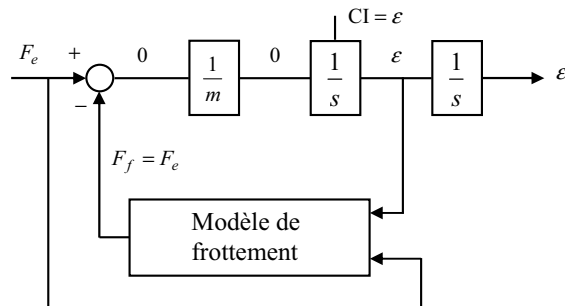 CI = ε
F_e + 0 1/m 0 1/s ε 1/s ε
−
F_f = F_e
Modèle de
frottement